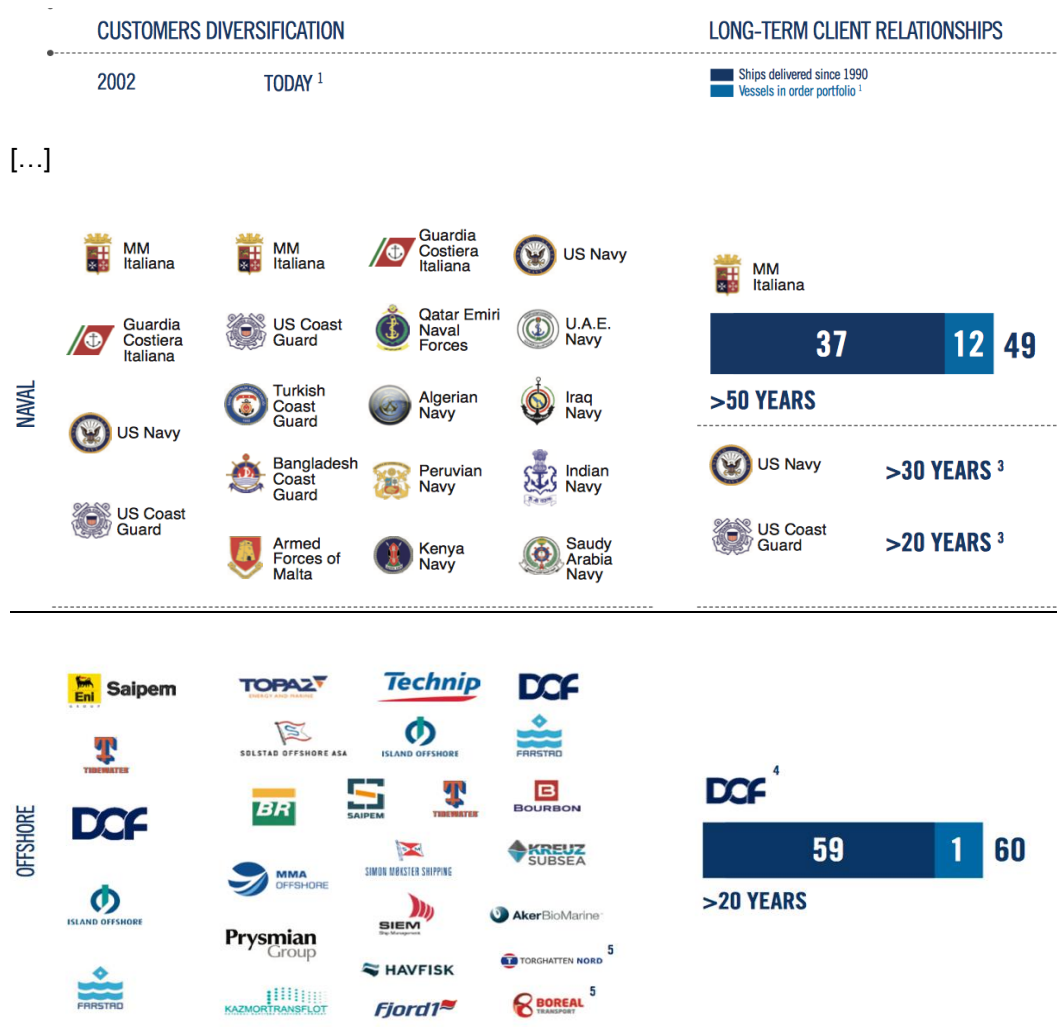 CUSTOMERS DIVERSIFICATION
LONG-TERM CLIENT RELATIONSHIPS
2002
TODAY 1
Ships delivered since 1990
Vessels in order portfolio 1
[…]
NAVAL
MM
Italiana
Guardia
Costiera
Italiana
US Navy
US Coast
Guard
MM
Italiana
Guardia
Costiera
Italiana
US Navy
US Coast
Guard
Qatar Emiri
Naval
Forces
U.A.E.
Navy
Turkish
Coast
Guard
Algerian
Navy
Iraq
Navy
Bangladesh
Coast
Guard
Peruvian
Navy
Indian
Navy
Armed
Forces of
Malta
Kenya
Navy
Saudy
Arabia
Navy
MM
Italiana
37
12
49
>50 YEARS
US Navy
>30 YEARS 3
US Coast
Guard
>20 YEARS 3
OFFSHORE
Eni
Saipem
TIDEWATER
DOF
ISLAND OFFSHORE
FARSTAD
TOPAZ
ENERGY AND MARINE
Technip
DOF
SOLSTAD OFFSHORE ASA
ISLAND OFFSHORE
FARSTAD
BR
SAIPEM
TIDEWATER
BOURBON
MMA
OFFSHORE
SIMON MØKSTER SHIPPING
KREUZ
SUBSEA
Prysmian
Group
SIEM
Ship Management
AkerBioMarine
HAVFISK
TORGHATTEN NORD 5
KAZMORTRANSFLOT
Fjord1
BOREAL 5
TRANSPORT
DOF 4
59
1
60
>20 YEARS